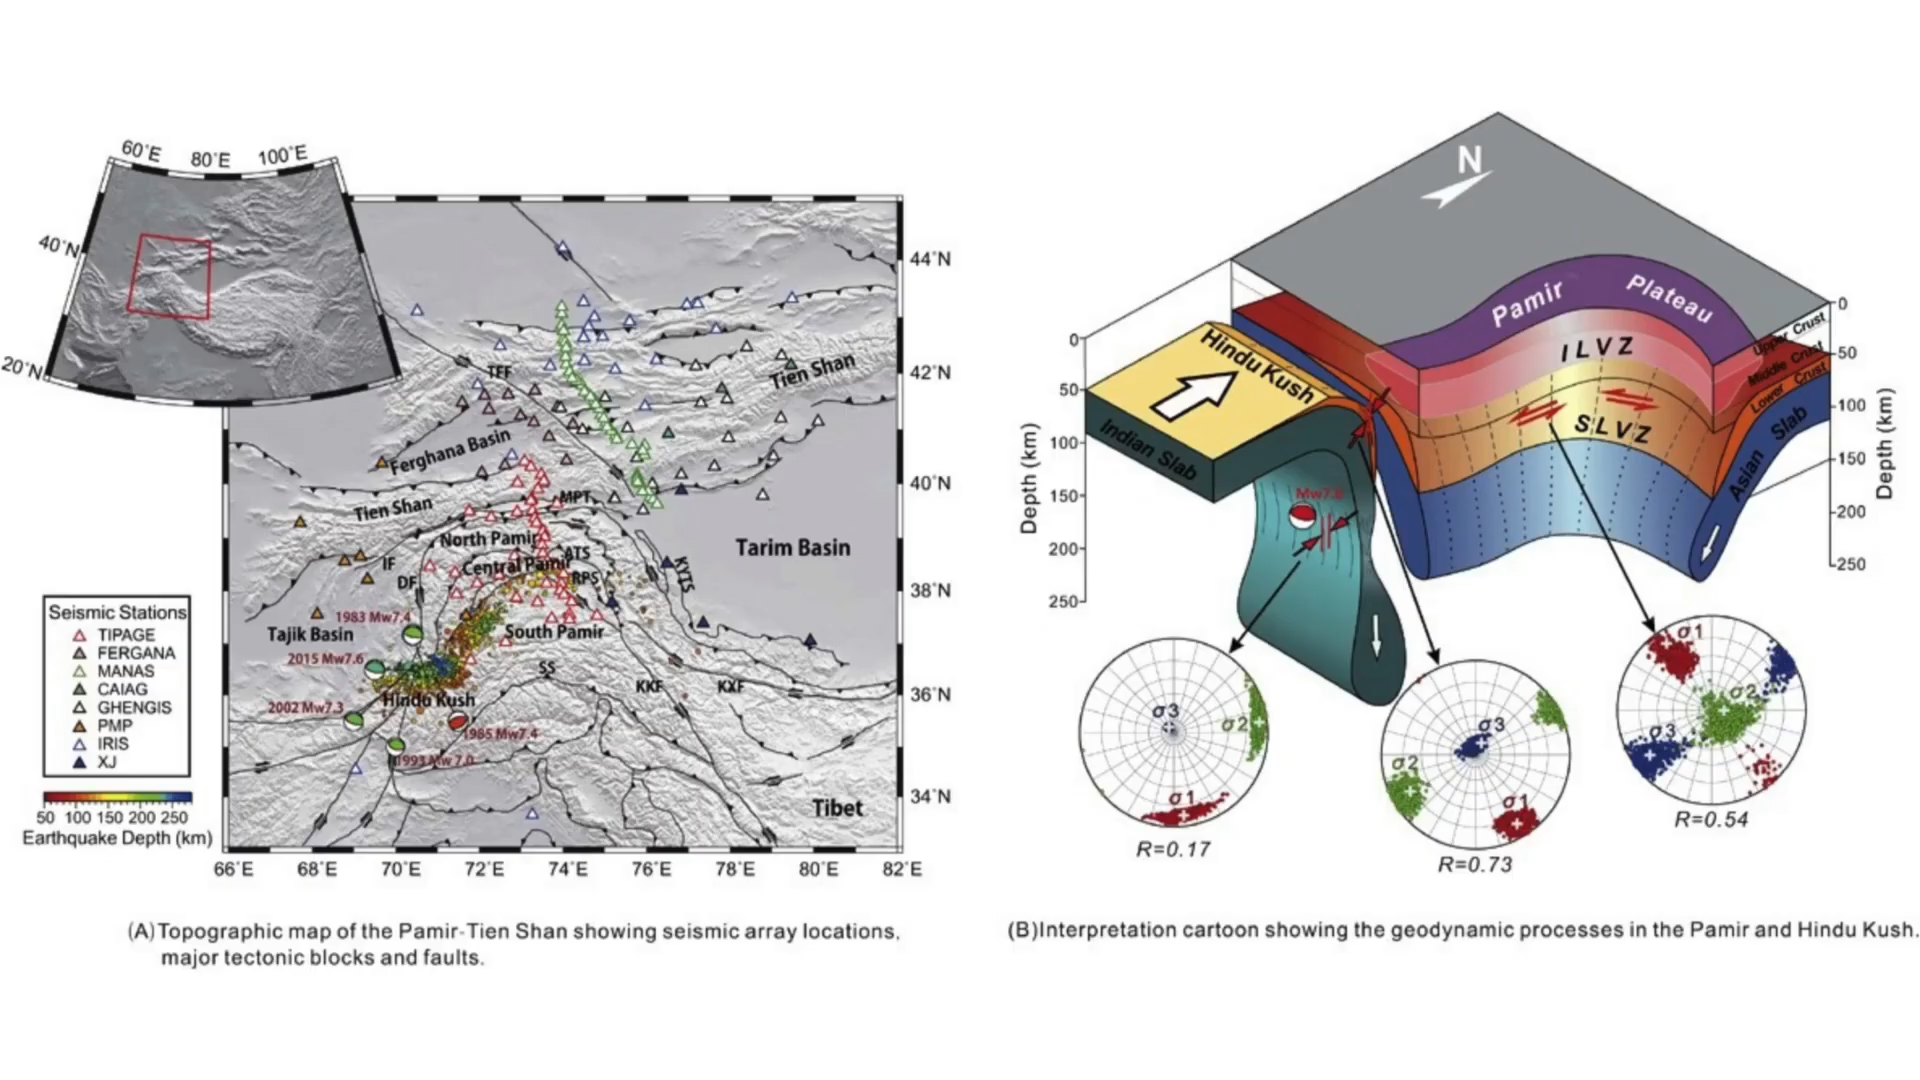 60°E 80°E 100°E
40°N
20°N
44°N
42°N
40°N
38°N
36°N
34°N
66°E 68°E 70°E 72°E 74°E 76°E 78°E 80°E 82°E
TFF
Tien Shan
Ferghana Basin
Tien Shan
MPT
North Pamir
IF
ATS
Central Pamir
DF
RPS
KYTS
Tarim Basin
1983 Mw7.4
Tajik Basin
South Pamir
2015 Mw7.6
SS
KKF
KXF
Hindu Kush
2002 Mw7.3
1985 Mw7.4
1993 Mw 7.0
Tibet
Seismic Stations
TIPAGE
FERGANA
MANAS
CAIAG
GHENGIS
PMP
IRIS
XJ
50 100 150 200 250
Earthquake Depth (km)
(A)Topographic map of the Pamir-Tien Shan showing seismic array locations,
major tectonic blocks and faults.
N
Pamir Plateau
ILVZ
SLVZ
Upper Crust
Middle Crust
Lower Crust
Asian Slab
Hindu Kush
Indian Slab
0
50
100
150
200
250
Depth (km)
0
50
100
150
200
250
Depth (km)
σ3
σ2
σ1
R=0.17
σ3
σ2
σ1
R=0.73
σ1
σ2
σ3
R=0.54
(B)Interpretation cartoon showing the geodynamic processes in the Pamir and Hindu Kush.